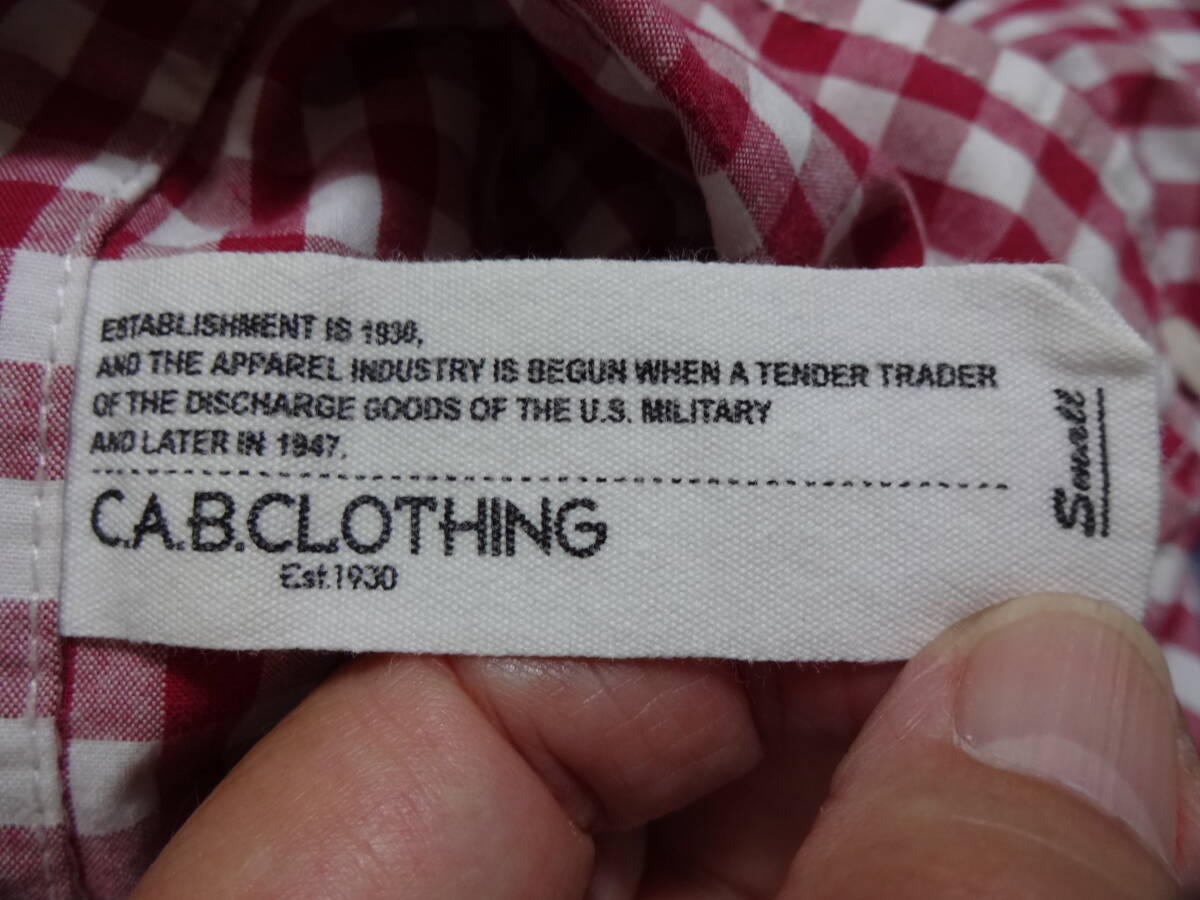 ESTABLISHMENT IS 1930,
AND THE APPAREL INDUSTRY IS BEGUN WHEN A TENDER TRADER
OF THE DISCHARGE GOODS OF THE U.S. MILITARY
AND LATER IN 1947.
C.A.B.CLOTHING
Est.1930
Small